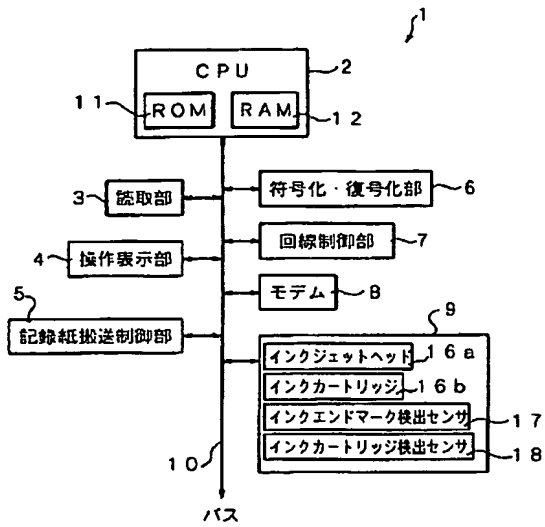 1
CPU
2
11
ROM
RAM
12
3
読取部
符号化・復号化部
6
4
操作表示部
回線制御部
7
5
記録紙搬送制御部
モデム
8
9
インクジェットヘッド
16a
インクカートリッジ
16b
インクエンドマーク検出センサ
17
インクカートリッジ検出センサ
18
10
バス